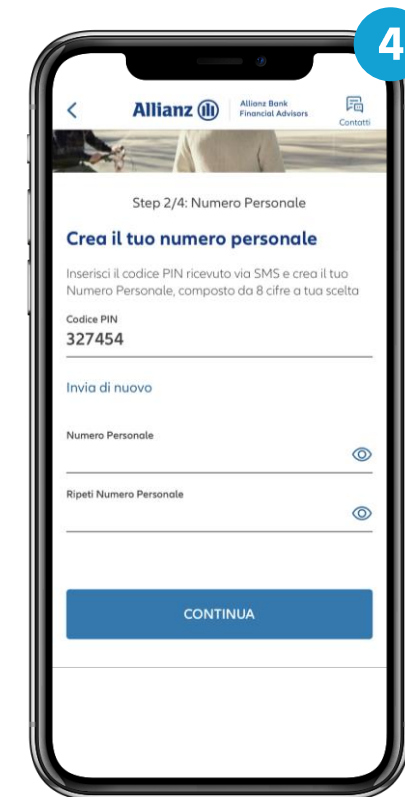 4
Allianz
Allianz Bank
Financial Advisors
Contatti
Step 2/4: Numero Personale
Crea il tuo numero personale
Inserisci il codice PIN ricevuto via SMS e crea il tuo
Numero Personale, composto da 8 cifre a tua scelta
Codice PIN
327454
Invia di nuovo
Numero Personale
Ripeti Numero Personale
CONTINUA